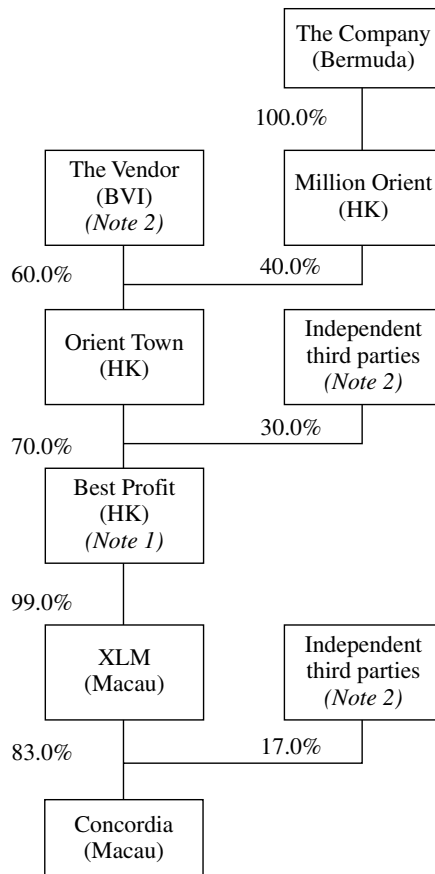 The Company
(Bermuda)
100.0%
The Vendor
(BVI)
(Note 2)
Million Orient
(HK)
60.0%
40.0%
Orient Town
(HK)
Independent
third parties
(Note 2)
70.0%
30.0%
Best Profit
(HK)
(Note 1)
99.0%
XLM
(Macau)
Independent
third parties
(Note 2)
83.0%
17.0%
Concordia
(Macau)